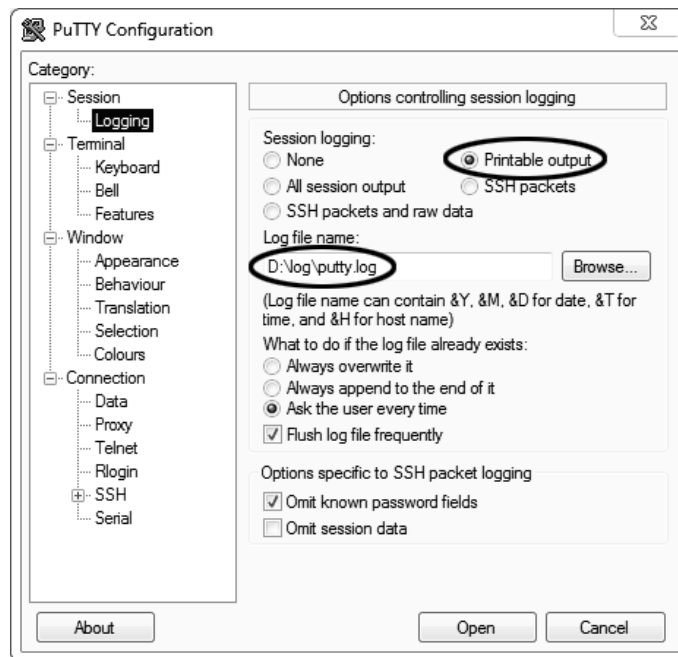 PuTTY Configuration
Category:
Session
Logging
Terminal
Keyboard
Bell
Features
Window
Appearance
Behaviour
Translation
Selection
Colours
Connection
Data
Proxy
Telnet
Rlogin
SSH
Serial
Options controlling session logging
Session logging:
None
Printable output
All session output
SSH packets
SSH packets and raw data
Log file name:
D:\log\putty.log
Browse...
(Log file name can contain &Y, &M, &D for date, &T for
time, and &H for host name)
What to do if the log file already exists:
Always overwrite it
Always append to the end of it
Ask the user every time
Flush log file frequently
Options specific to SSH packet logging
Omit known password fields
Omit session data
About
Open
Cancel